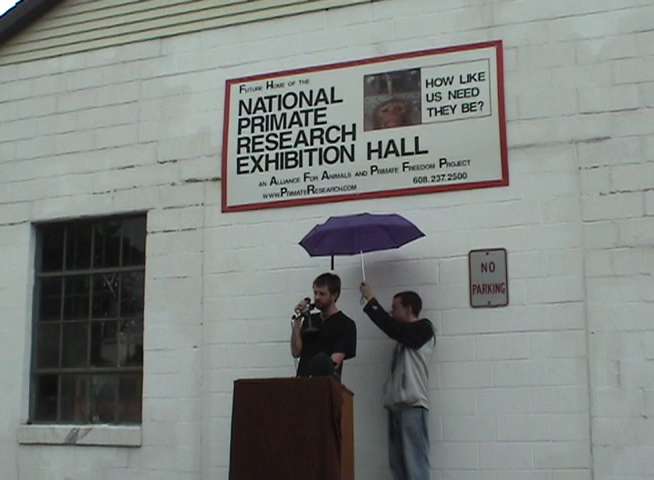 FUTURE HOME OF THE
NATIONAL
PRIMATE
RESEARCH
EXHIBITION HALL
HOW LIKE
US NEED
THEY BE?
AN ALLIANCE FOR ANIMALS AND PRIMATE FREEDOM PROJECT
WWW.PRIMATERESEARCH.COM
608.237.2500
NO
PARKING